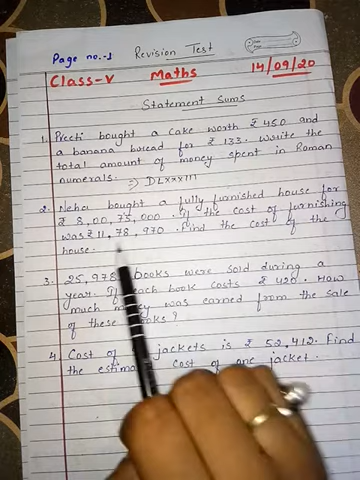 Page no.-1 Revision Test
Class-V Maths 14/09/20
Statement Sums
1. Preeti bought a cake worth ₹ 450 and
a banana bread for ₹ 133. Write the
total amount of money spent in Roman
numerals. :-) DLXXXIII
2. Neha bought a fully furnished house for
₹ 8,00,75,000. If the cost of furnishing
was ₹ 11,78,970. Find the cost of the
house.
3. 25,978 books were sold during a
year. If each book costs ₹ 420. How
much money was earned from the sale
of these books?
4. Cost of jackets is ₹ 52,412. Find
the estimated cost of one jacket.